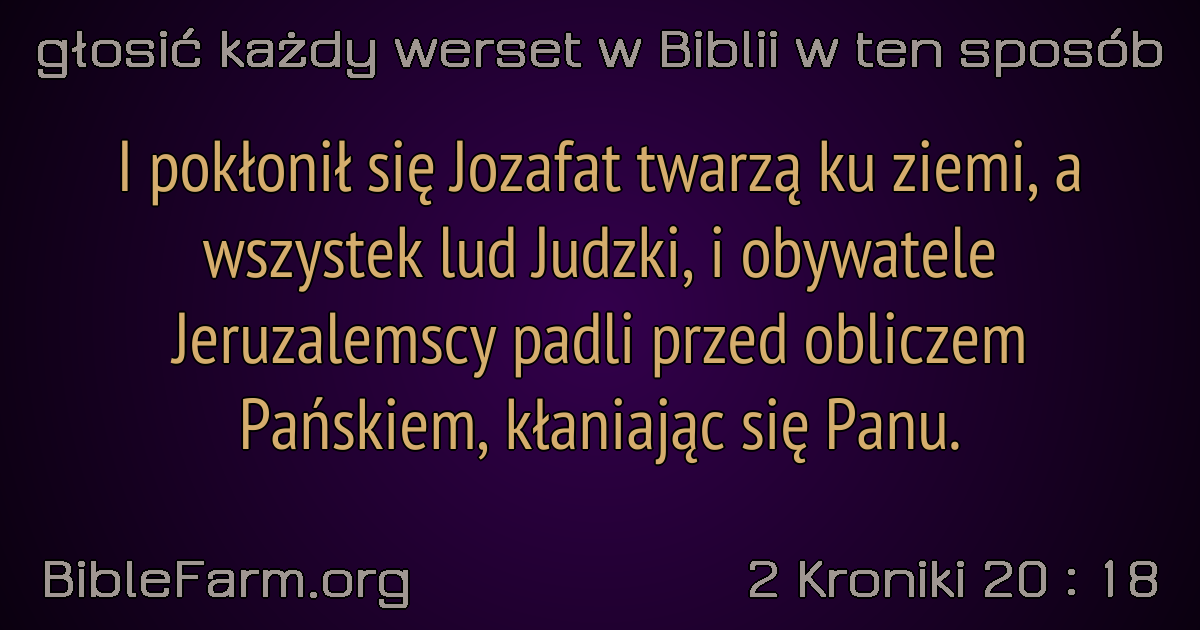 głosić każdy werset w Biblii w ten sposób
I pokłonił się Jozafat twarzą ku ziemi, a
wszystek lud Judzki, i obywatele
Jeruzalemscy padli przed obliczem
Pańskiem, kłaniając się Panu.
BibleFarm.org
2 Kroniki 20 : 18